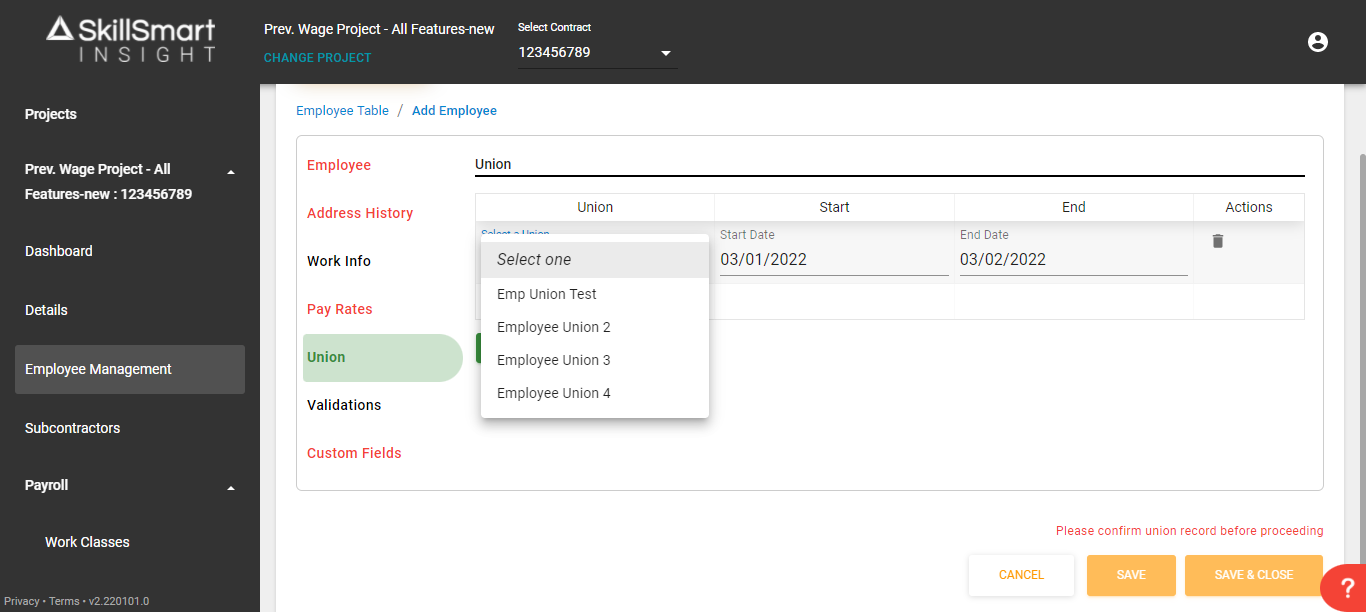 SkillSmart
INSIGHT
Prev. Wage Project - All Features-new
CHANGE PROJECT
Select Contract
123456789
Projects
Prev. Wage Project - All
Features-new : 123456789
Dashboard
Details
Employee Management
Subcontractors
Payroll
Work Classes
Privacy • Terms • v2.220101.0
Employee Table / Add Employee
Employee
Address History
Work Info
Pay Rates
Union
Validations
Custom Fields
Union
Union Start End Actions
Select a Union
Start Date End Date
03/01/2022 03/02/2022
Select one
Emp Union Test
Employee Union 2
Employee Union 3
Employee Union 4
Please confirm union record before proceeding
CANCEL SAVE SAVE & CLOSE
?